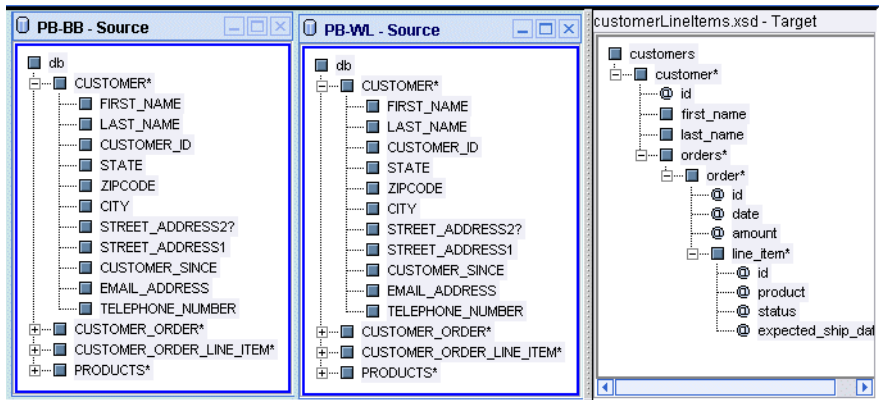 PB-BB - Source
db
CUSTOMER*
FIRST_NAME
LAST_NAME
CUSTOMER_ID
STATE
ZIPCODE
CITY
STREET_ADDRESS2?
STREET_ADDRESS1
CUSTOMER_SINCE
EMAIL_ADDRESS
TELEPHONE_NUMBER
CUSTOMER_ORDER*
CUSTOMER_ORDER_LINE_ITEM*
PRODUCTS*
PB-WL - Source
db
CUSTOMER*
FIRST_NAME
LAST_NAME
CUSTOMER_ID
STATE
ZIPCODE
CITY
STREET_ADDRESS2?
STREET_ADDRESS1
CUSTOMER_SINCE
EMAIL_ADDRESS
TELEPHONE_NUMBER
CUSTOMER_ORDER*
CUSTOMER_ORDER_LINE_ITEM*
PRODUCTS*
customerLineItems.xsd - Target
customers
customer*
@ id
first_name
last_name
orders*
order*
@ id
@ date
@ amount
line_item*
@ id
@ product
@ status
@ expected_ship_dat